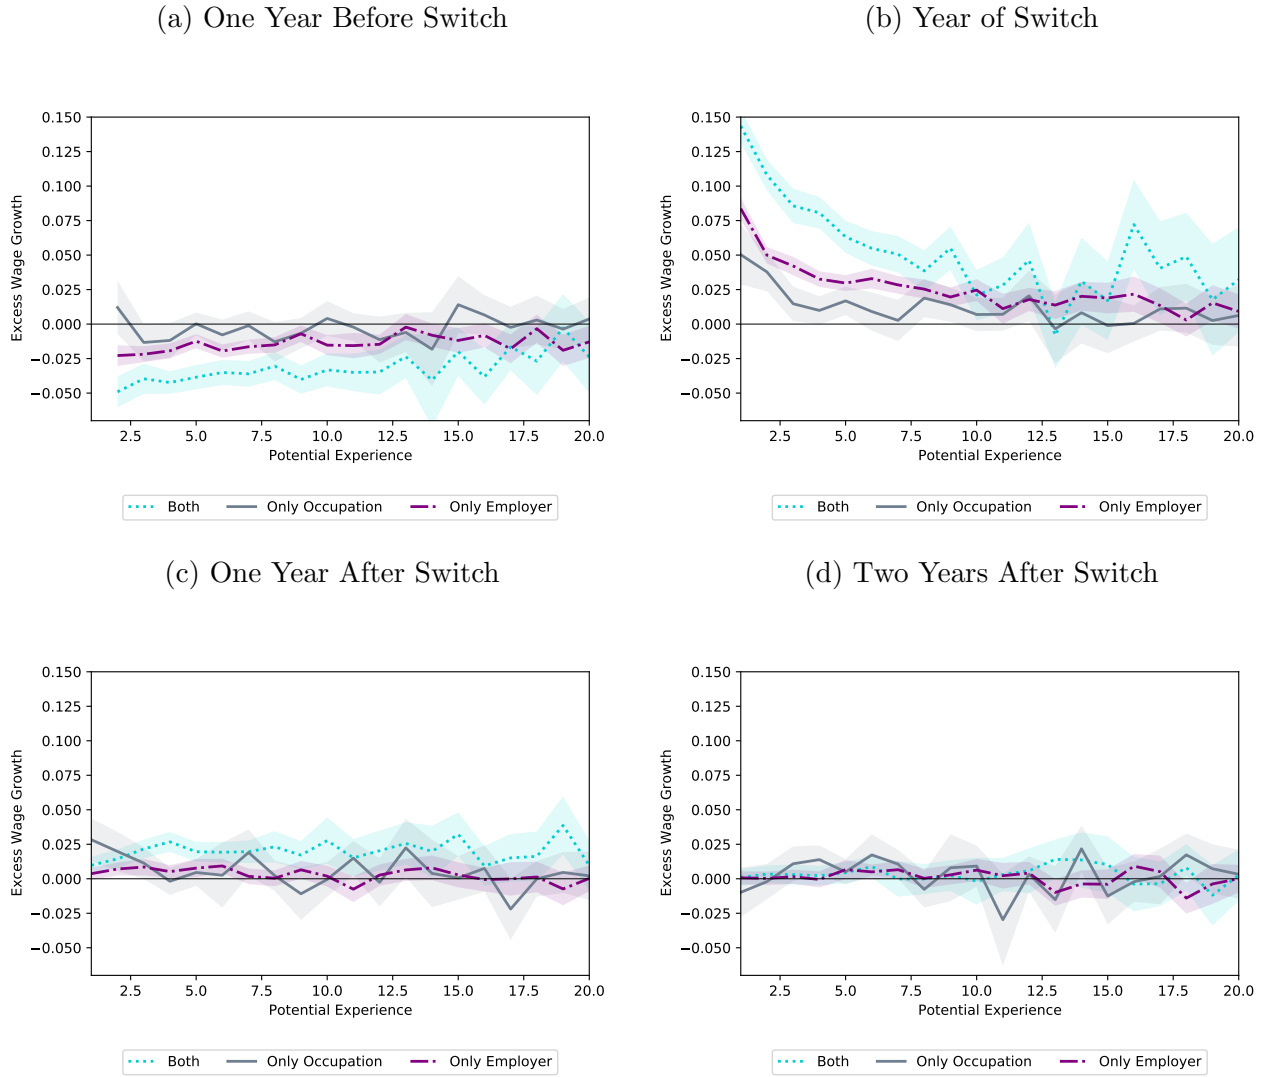 (a) One Year Before Switch
0.150
0.125
0.100
0.075
0.050
0.025
0.000
−0.025
−0.050
Excess Wage Growth
2.5 5.0 7.5 10.0 12.5 15.0 17.5 20.0
Potential Experience
Both Only Occupation Only Employer
(b) Year of Switch
0.150
0.125
0.100
0.075
0.050
0.025
0.000
−0.025
−0.050
Excess Wage Growth
2.5 5.0 7.5 10.0 12.5 15.0 17.5 20.0
Potential Experience
Both Only Occupation Only Employer
(c) One Year After Switch
0.150
0.125
0.100
0.075
0.050
0.025
0.000
−0.025
−0.050
Excess Wage Growth
2.5 5.0 7.5 10.0 12.5 15.0 17.5 20.0
Potential Experience
Both Only Occupation Only Employer
(d) Two Years After Switch
0.150
0.125
0.100
0.075
0.050
0.025
0.000
−0.025
−0.050
Excess Wage Growth
2.5 5.0 7.5 10.0 12.5 15.0 17.5 20.0
Potential Experience
Both Only Occupation Only Employer